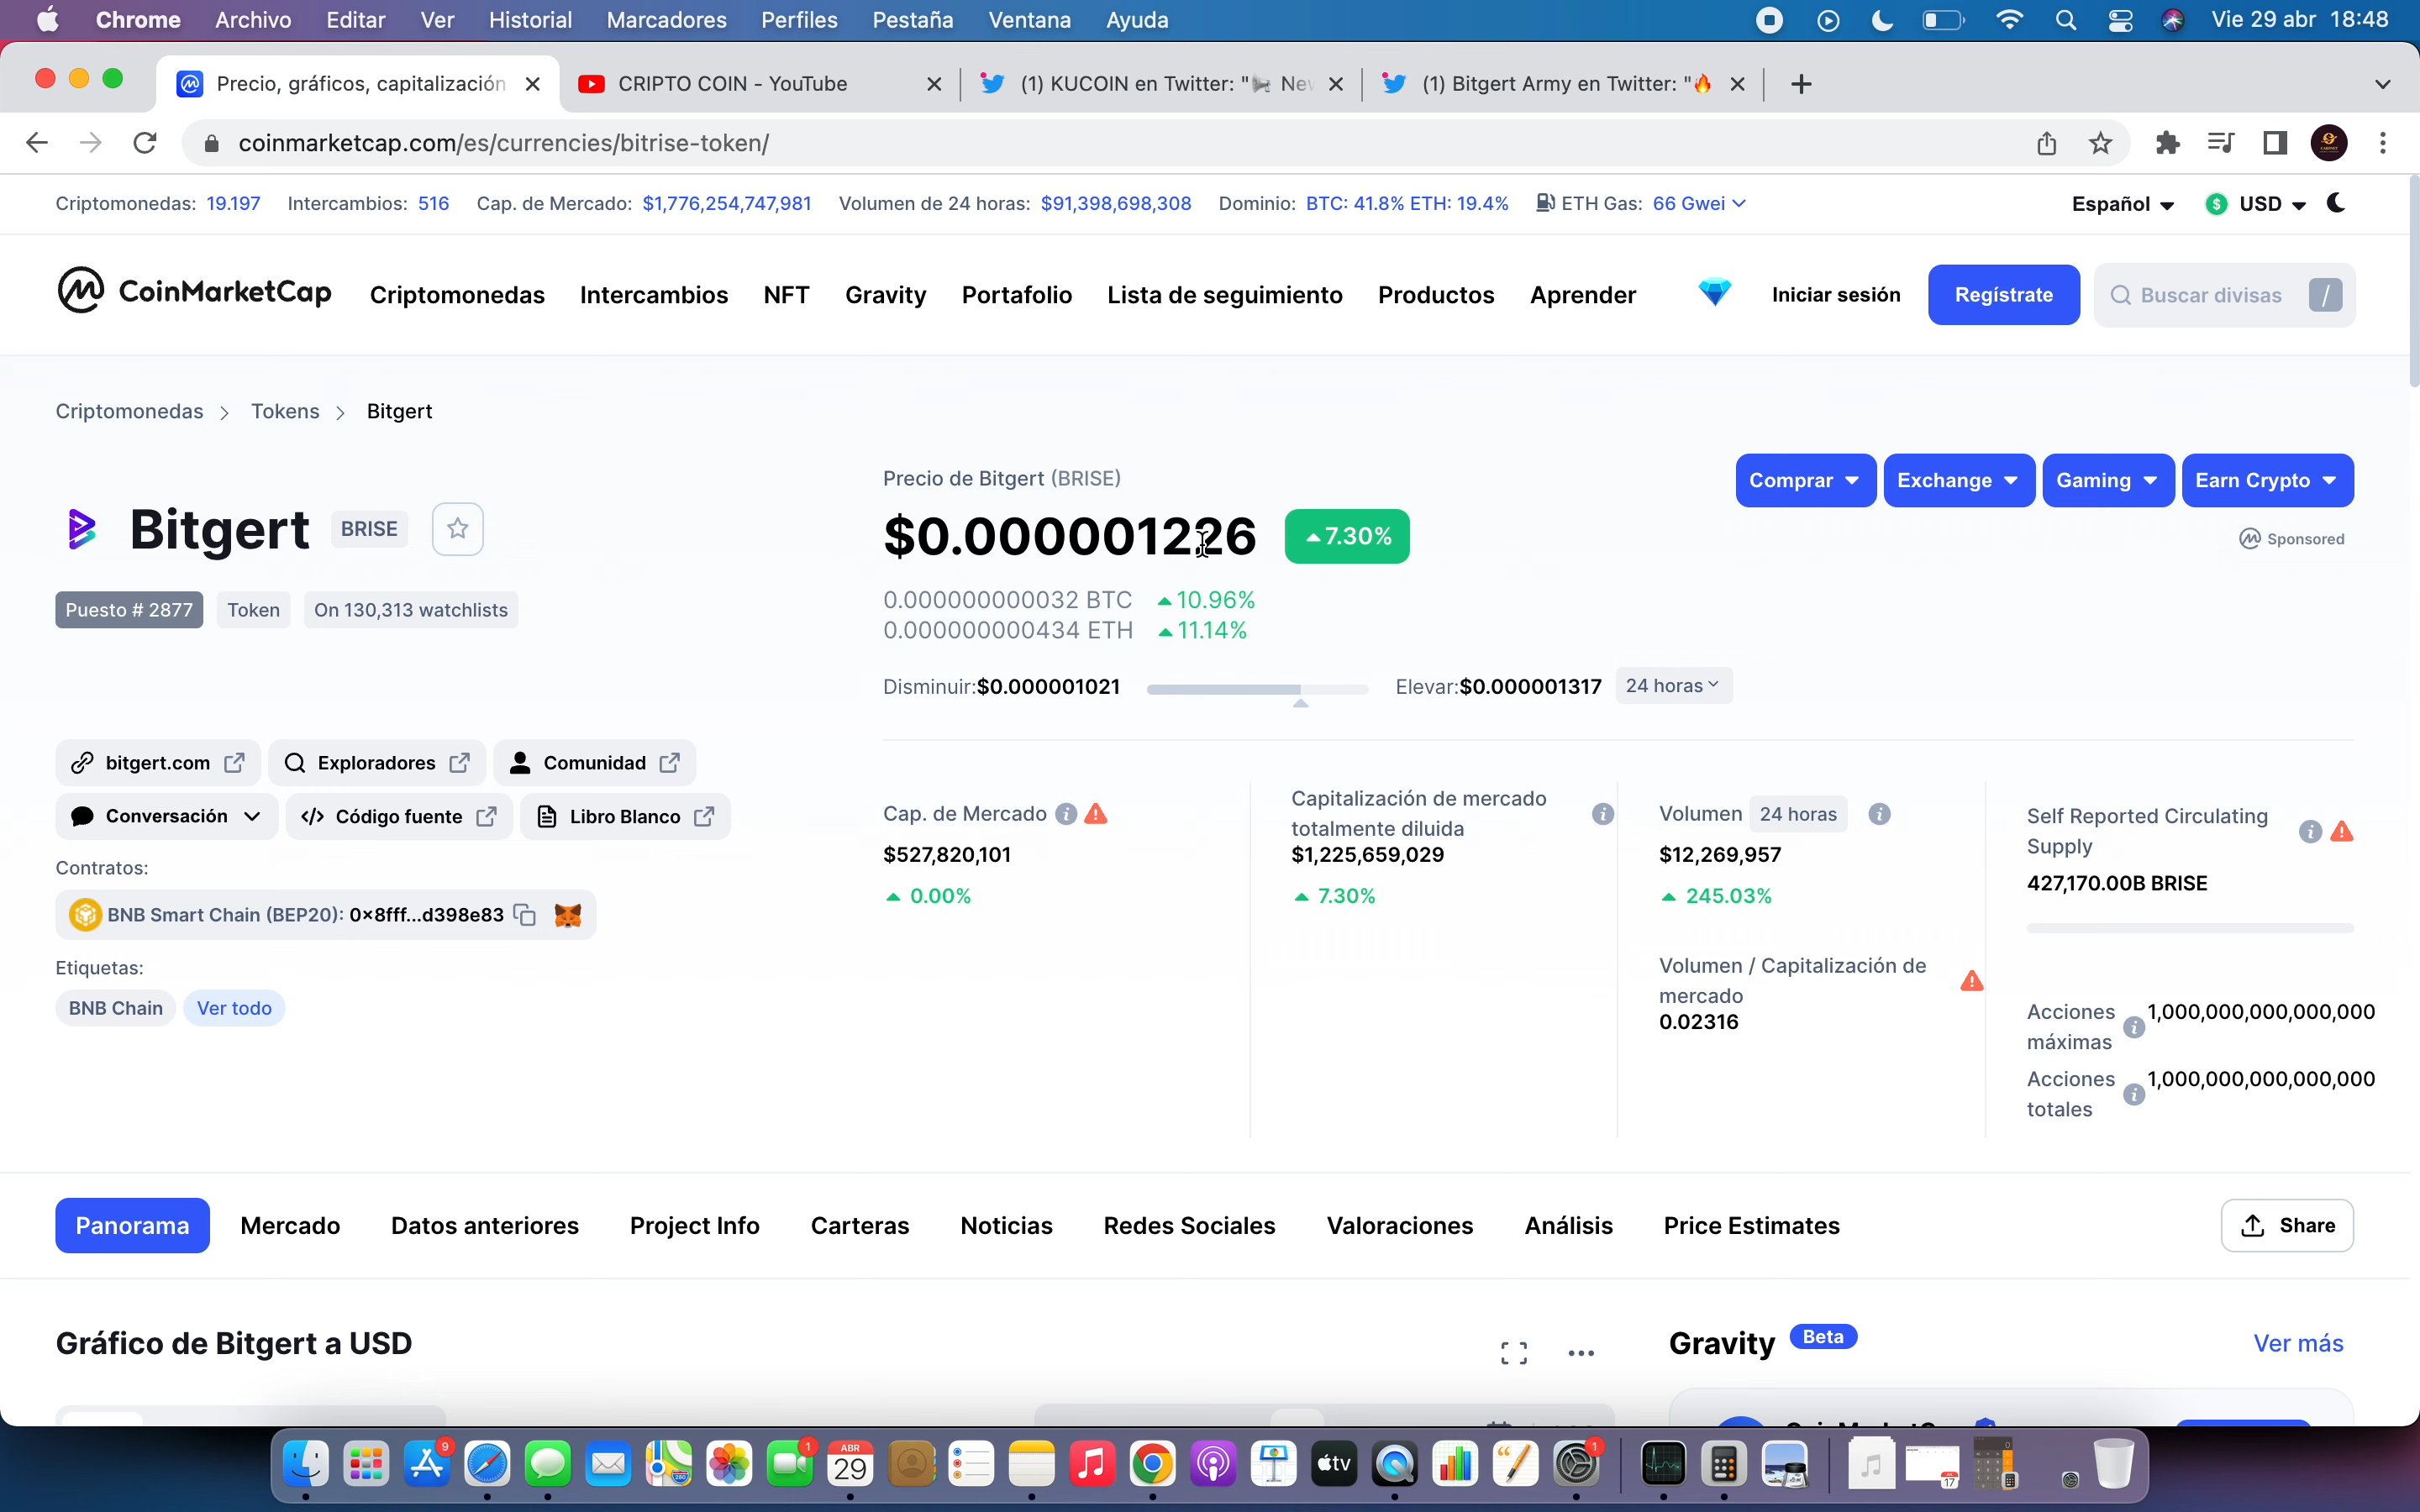 Chrome Archivo Editar Ver Historial Marcadores Perfiles Pestaña Ventana Ayuda Vie 29 abr 18:48
Precio, gráficos, capitalización CRIPTO COIN - YouTube (1) KUCOIN en Twitter: "📢 Nev (1) Bitgert Army en Twitter: "🔥
coinmarketcap.com/es/currencies/bitrise-token/
Criptomonedas: 19.197 Intercambios: 516 Cap. de Mercado: $1,776,254,747,981 Volumen de 24 horas: $91,398,698,308 Dominio: BTC: 41.8% ETH: 19.4% ETH Gas: 66 Gwei Español USD
CoinMarketCap Criptomonedas Intercambios NFT Gravity Portafolio Lista de seguimiento Productos Aprender Iniciar sesión Regístrate Buscar divisas /
Criptomonedas > Tokens > Bitgert
Precio de Bitgert (BRISE)
Comprar Exchange Gaming Earn Crypto
Bitgert BRISE
$0.000001226 7.30%
Sponsored
Puesto # 2877 Token On 130,313 watchlists
0.000000000032 BTC 10.96%
0.000000000434 ETH 11.14%
Disminuir:$0.000001021 Elevar:$0.000001317 24 horas
bitgert.com Exploradores Comunidad
Conversación Código fuente Libro Blanco
Contratos:
BNB Smart Chain (BEP20): 0×8fff...d398e83
Etiquetas:
BNB Chain Ver todo
Cap. de Mercado
$527,820,101
0.00%
Capitalización de mercado
totalmente diluida
$1,225,659,029
7.30%
Volumen 24 horas
$12,269,957
245.03%
Volumen / Capitalización de
mercado
0.02316
Self Reported Circulating
Supply
427,170.00B BRISE
Acciones
máximas
1,000,000,000,000,000
Acciones
totales
1,000,000,000,000,000
Panorama Mercado Datos anteriores Project Info Carteras Noticias Redes Sociales Valoraciones Análisis Price Estimates Share
Gráfico de Bitgert a USD
Gravity Beta Ver más
9 1 ABR 29 280 tv 1 17